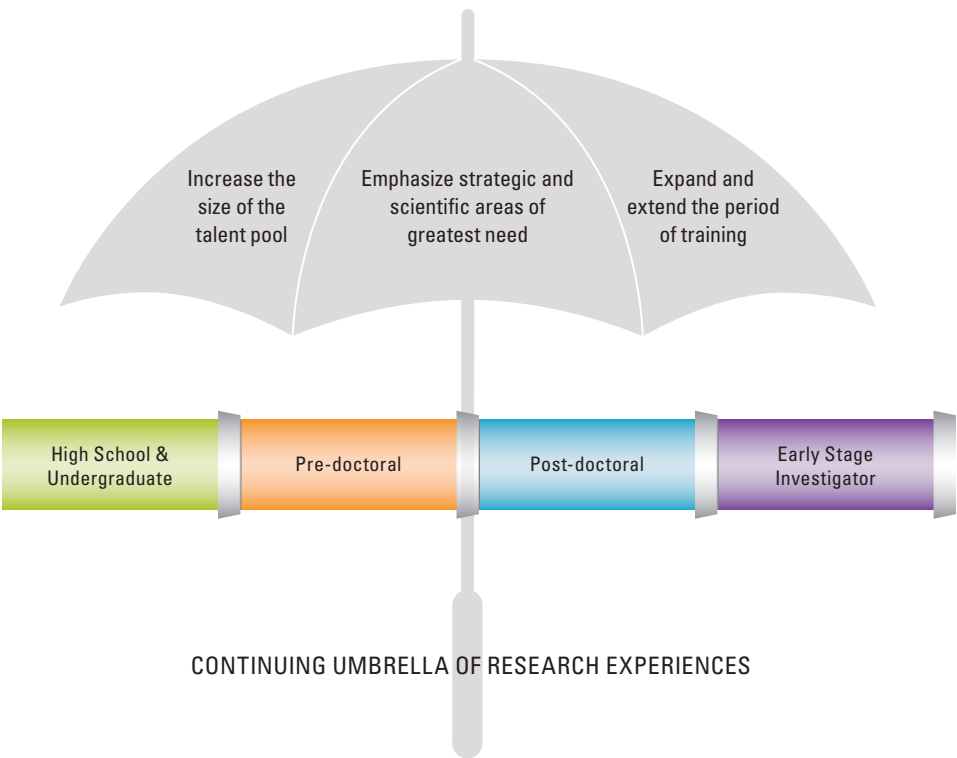 Increase the
size of the
talent pool
Emphasize strategic and
scientific areas of
greatest need
Expand and
extend the period
of training
High School &
Undergraduate
Pre-doctoral
Post-doctoral
Early Stage
Investigator
CONTINUING UMBRELLA OF RESEARCH EXPERIENCES